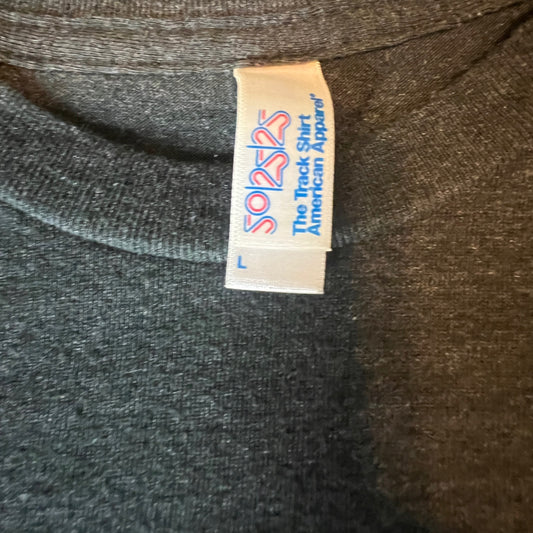 50/25/25
The Track Shirt
American Apparel®
L